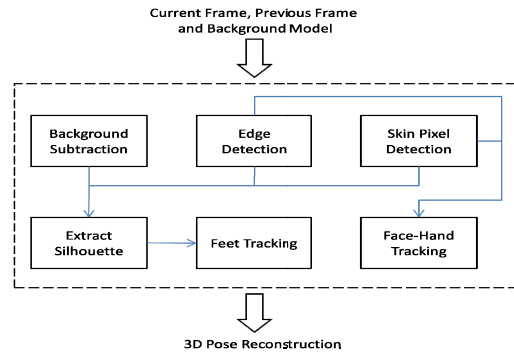 Current Frame, Previous Frame
and Background Model
Background
Subtraction
Edge
Detection
Skin Pixel
Detection
Extract
Silhouette
Feet Tracking
Face-Hand
Tracking
3D Pose Reconstruction